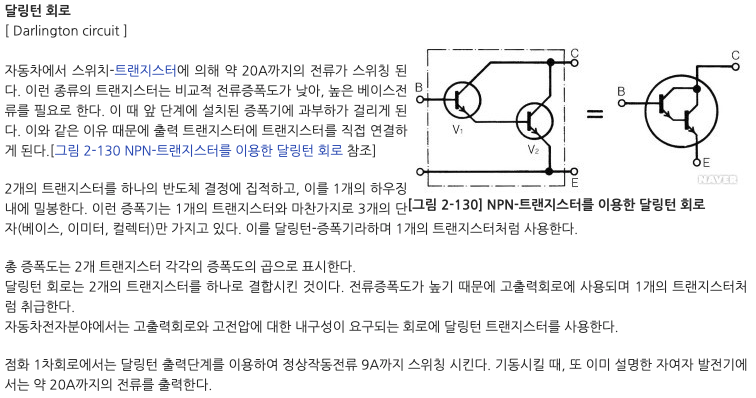 달링턴 회로
[ Darlington circuit ]
자동차에서 스위치-트랜지스터에 의해 약 20A까지의 전류가 스위칭 된
다. 이런 종류의 트랜지스터는 비교적 전류증폭도가 낮아, 높은 베이스전
류를 필요로 한다. 이 때 앞 단계에 설치된 증폭기에 과부하가 걸리게 된
다. 이와 같은 이유 때문에 출력 트랜지스터에 트랜지스터를 직접 연결하
게 된다.[그림 2-130 NPN-트랜지스터를 이용한 달링턴 회로 참조]
B
C
V1
V2
E
=
B
C
E
NAVER
[그림 2-130] NPN-트랜지스터를 이용한 달링턴 회로
2개의 트랜지스터를 하나의 반도체 결정에 집적하고, 이를 1개의 하우징
내에 밀봉한다. 이런 증폭기는 1개의 트랜지스터와 마찬가지로 3개의 단
자(베이스, 이미터, 컬렉터)만 가지고 있다. 이를 달링턴-증폭기라하며 1개의 트랜지스터처럼 사용한다.
총 증폭도는 2개 트랜지스터 각각의 증폭도의 곱으로 표시한다.
달링턴 회로는 2개의 트랜지스터를 하나로 결합시킨 것이다. 전류증폭도가 높기 때문에 고출력회로에 사용되며 1개의 트랜지스터처
럼 취급한다.
자동차전자분야에서는 고출력회로와 고전압에 대한 내구성이 요구되는 회로에 달링턴 트랜지스터를 사용한다.
점화 1차회로에서는 달링턴 출력단계를 이용하여 정상작동전류 9A까지 스위칭 시킨다. 기동시킬 때, 또 이미 설명한 자여자 발전기에
서는 약 20A까지의 전류를 출력한다.